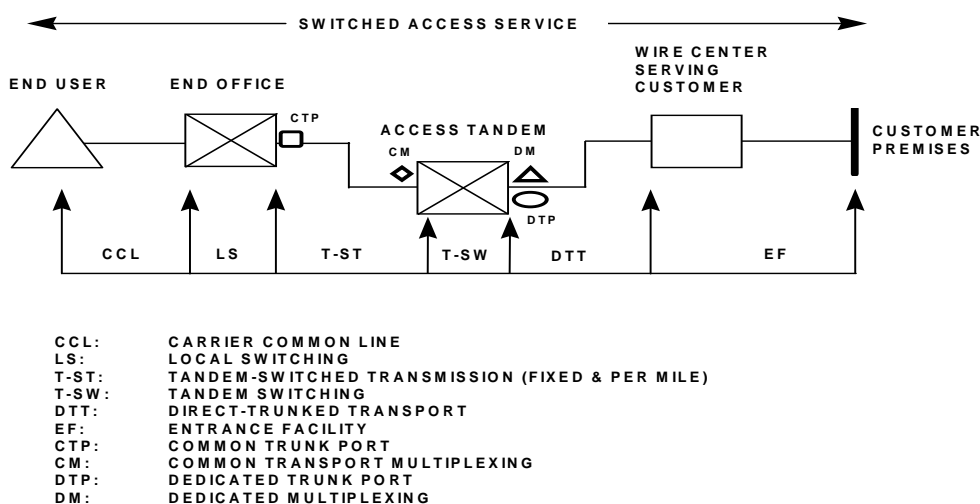 SWITCHED ACCESS SERVICE
WIRE CENTER
SERVING
CUSTOMER
END USER
END OFFICE
CTP
ACCESS TANDEM
CUSTOMER
PREMISES
CM
DM
DTP
CCL
LS
T-ST
T-SW
DTT
EF
CCL: CARRIER COMMON LINE
LS: LOCAL SWITCHING
T-ST: TANDEM-SWITCHED TRANSMISSION (FIXED & PER MILE)
T-SW: TANDEM SWITCHING
DTT: DIRECT-TRUNKED TRANSPORT
EF: ENTRANCE FACILITY
CTP: COMMON TRUNK PORT
CM: COMMON TRANSPORT MULTIPLEXING
DTP: DEDICATED TRUNK PORT
DM: DEDICATED MULTIPLEXING